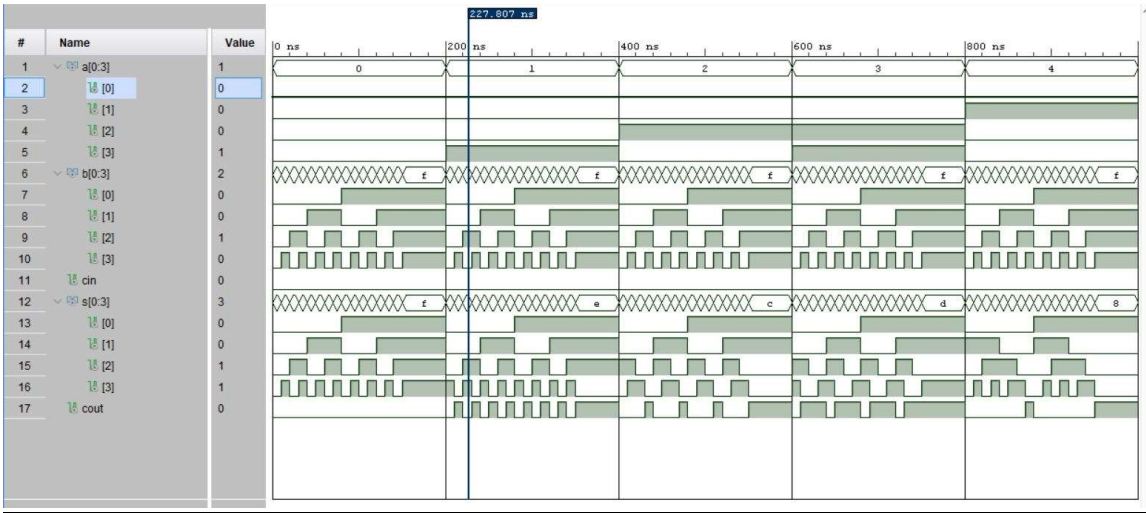 227.807 ns
# Name Value 0 ns 200 ns 400 ns 600 ns 800 ns
1 a[0:3] 1 0 1 2 3 4
2 [0] 0
3 [1] 0
4 [2] 0
5 [3] 1
6 b[0:3] 2 f f f f f
7 [0] 0
8 [1] 0
9 [2] 1
10 [3] 0
11 cin 0
12 s[0:3] 3 f e c d 8
13 [0] 0
14 [1] 0
15 [2] 1
16 [3] 1
17 cout 0